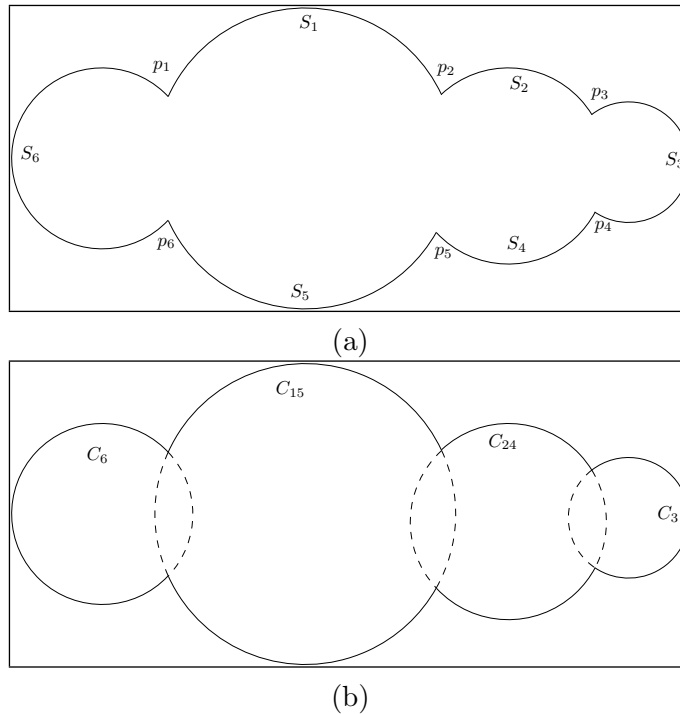 S₁
p₁ p₂ S₂ p₃
S₆ S₃
p₆ p₅ S₄ p₄
S₅
(a)
C₁₅
C₆ C₂₄
C₃
(b)